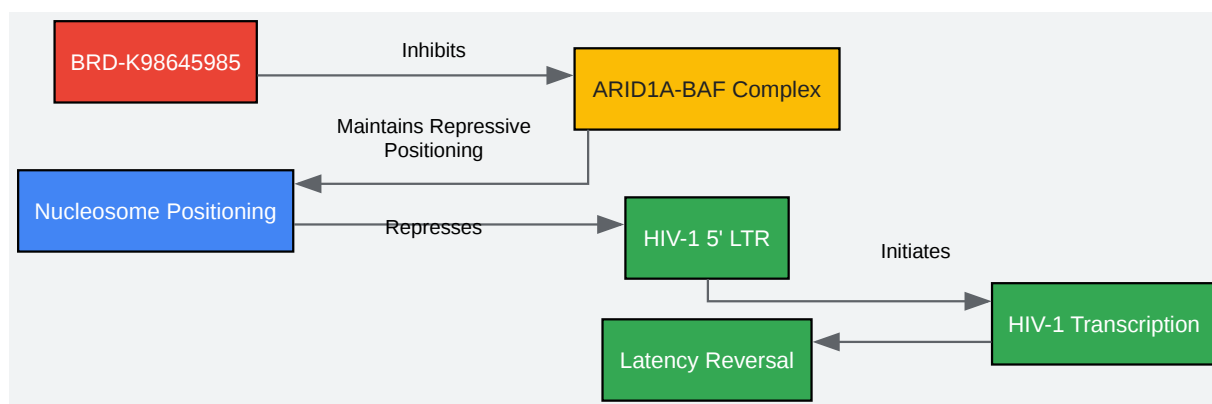 BRD-K98645985
Inhibits
ARID1A-BAF Complex
Maintains Repressive
Positioning
Nucleosome Positioning
Represses
HIV-1 5' LTR
Initiates
HIV-1 Transcription
Latency Reversal